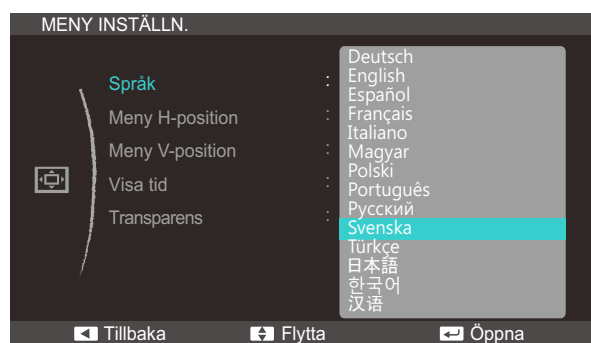 MENY INSTÄLLN.
Språk :
Meny H-position :
Meny V-position :
Visa tid :
Transparens :
Deutsch
English
Español
Français
Italiano
Magyar
Polski
Português
Русский
Svenska
Türkçe
日本語
한국어
汉语
Tillbaka Flytta Öppna